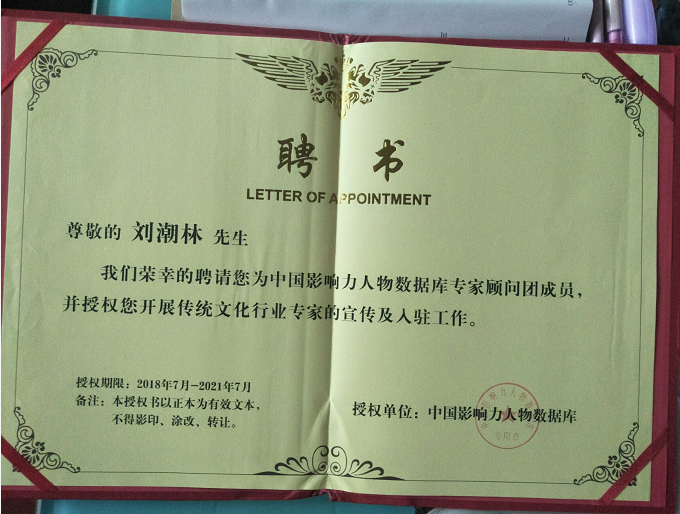 聘 书
LETTER OF APPOINTMENT
尊敬的 刘潮林 先生
我们荣幸的聘请您为中国影响力人物数据库专家顾问团成员，
并授权您开展传统文化行业专家的宣传及入驻工作。
授权期限：2018年7月-2021年7月
备注：本授权书以正本为有效文本，
不得影印、涂改、转让。
授权单位：中国影响力人物数据库
专用章